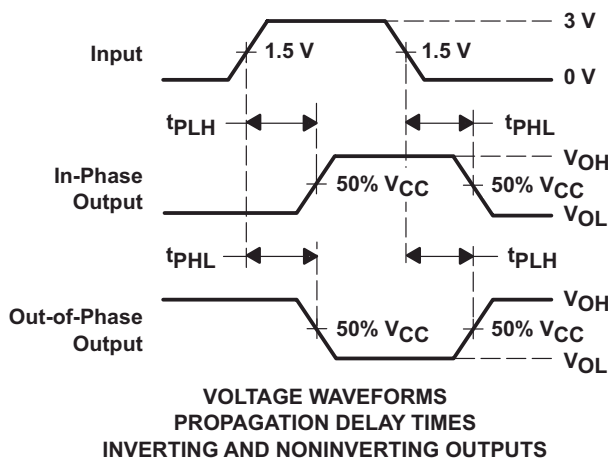 3 V
Input
1.5 V
1.5 V
0 V
tPLH
tPHL
In-Phase
Output
VOH
50% VCC
50% VCC
VOL
tPHL
tPLH
Out-of-Phase
Output
VOH
50% VCC
50% VCC
VOL
VOLTAGE WAVEFORMS
PROPAGATION DELAY TIMES
INVERTING AND NONINVERTING OUTPUTS